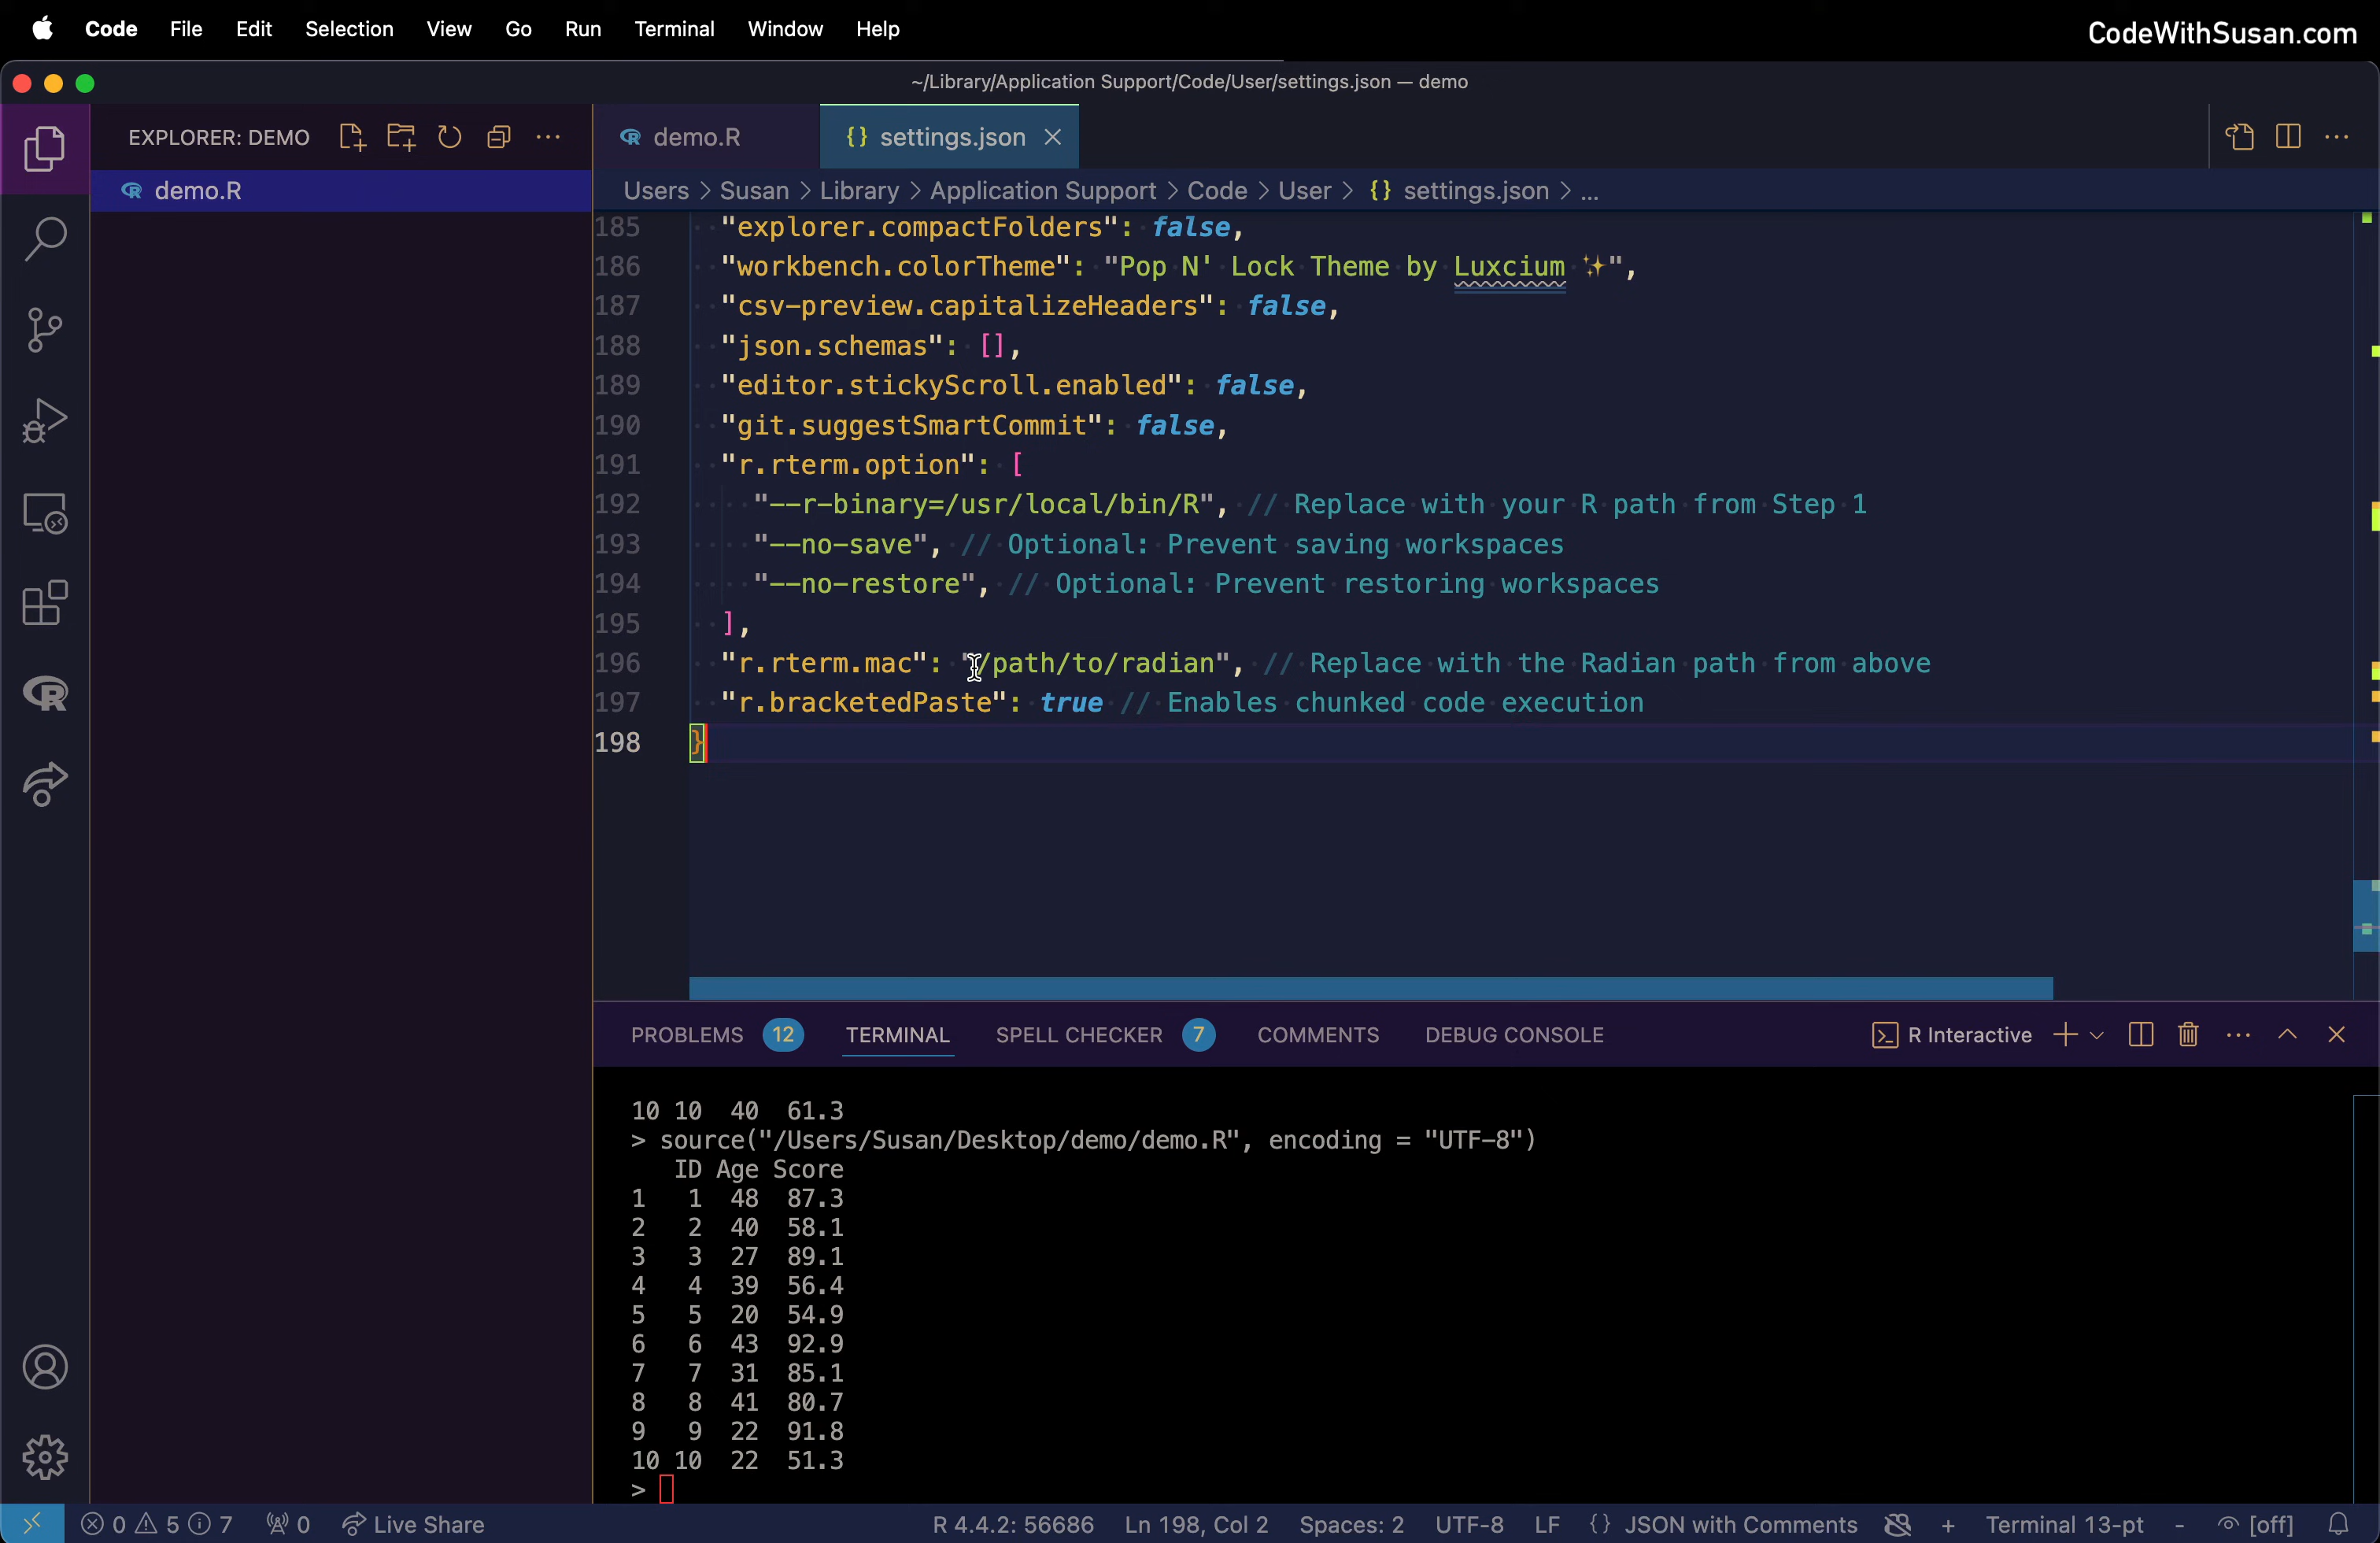 Code File Edit Selection View Go Run Terminal Window Help
CodeWithSusan.com
~/Library/Application Support/Code/User/settings.json — demo
EXPLORER: DEMO
demo.R
demo.R
{} settings.json
Users > Susan > Library > Application Support > Code > User > {} settings.json > ...
185 "explorer.compactFolders": false,
186 "workbench.colorTheme": "Pop N' Lock Theme by Luxcium ✨",
187 "csv-preview.capitalizeHeaders": false,
188 "json.schemas": [],
189 "editor.stickyScroll.enabled": false,
190 "git.suggestSmartCommit": false,
191 "r.rterm.option": [
192 "--r-binary=/usr/local/bin/R", // Replace with your R path from Step 1
193 "--no-save", // Optional: Prevent saving workspaces
194 "--no-restore", // Optional: Prevent restoring workspaces
195 ],
196 "r.rterm.mac": "/path/to/radian", // Replace with the Radian path from above
197 "r.bracketedPaste": true // Enables chunked code execution
198 }
PROBLEMS 12 TERMINAL SPELL CHECKER 7 COMMENTS DEBUG CONSOLE R Interactive
10 10 40 61.3
> source("/Users/Susan/Desktop/demo/demo.R", encoding = "UTF-8")
ID Age Score
1 1 48 87.3
2 2 40 58.1
3 3 27 89.1
4 4 39 56.4
5 5 20 54.9
6 6 43 92.9
7 7 31 85.1
8 8 41 80.7
9 9 22 91.8
10 10 22 51.3
>
0 5 7 0 Live Share R 4.4.2: 56686 Ln 198, Col 2 Spaces: 2 UTF-8 LF {} JSON with Comments + Terminal 13-pt - [off]